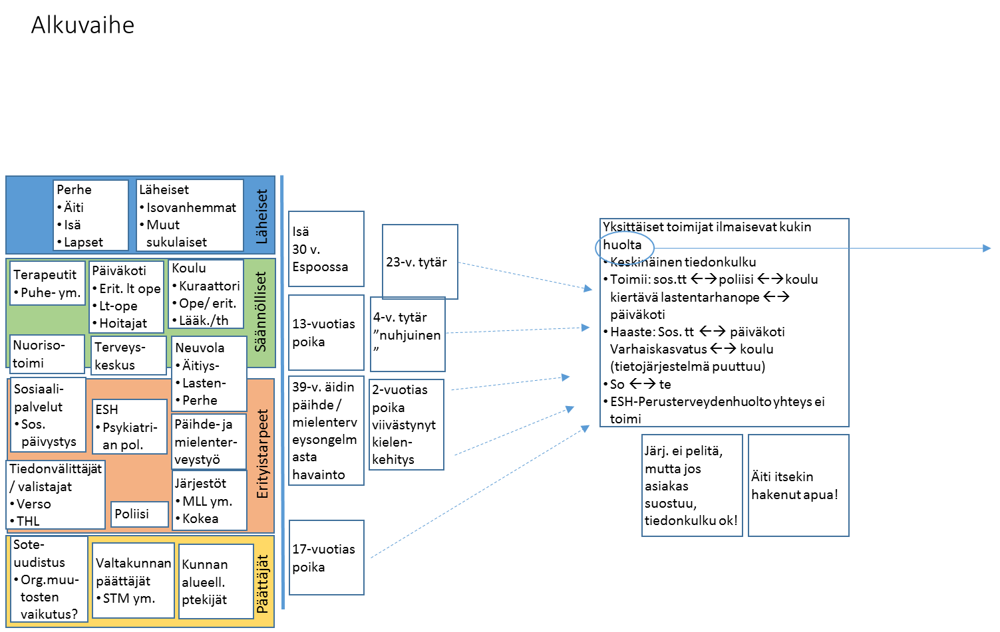 Alkuvaihe
Perhe
• Äiti
• Isä
• Lapset
Läheiset
• Isovanhemmat
• Muut
sukulaiset
Läheiset
Terapeutit
• Puhe- ym.
Päiväkoti
• Erit. lt ope
• Lt-ope
• Hoitajat
Koulu
• Kuraattori
• Ope/ erit.
• Lääk./th
Säännölliset
Nuoriso-
toimi
Terveys-
keskus
Neuvola
• Äitiys-
• Lasten-
• Perhe
Sosiaali-
palvelut
• Sos.
päivystys
ESH
• Psykiatri-
an pol.
Päihde- ja
mielenter-
veystyö
Erityistarpeet
Tiedonvälittäjät
/ valistajat
• Verso
• THL
Poliisi
Järjestöt
• MLL ym.
• Kokea
Sote-
uudistus
• Org.muu-
tosten
vaikutus?
Valtakunnan
päättäjät
• STM ym.
Kunnan
alueell.
ptekijät
Päättäjät
Isä
30 v.
Espoossa
23-v. tytär
13-vuotias
poika
4-v. tytär
”nuhjuinen
”
39-v. äidin
päihde /
mielenterv
eysongelm
asta
havainto
2-vuotias
poika
viivästynyt
kielen-
kehitys
17-vuotias
poika
Yksittäiset toimijat ilmaisevat kukin
huolta
• Keskinäinen tiedonkulku
• Toimii: sos.tt ←→ poliisi ←→ koulu
kiertävä lastentarhanope ←→
päiväkoti
• Haaste: Sos. tt ←→ päiväkoti
Varhaiskasvatus ←→ koulu
(tietojärjestelmä puuttuu)
• So ←→ te
• ESH-Perusterveydenhuolto yhteys ei
toimi
Järj. ei pelitä,
mutta jos
asiakas
suostuu,
tiedonkulku ok!
Äiti itsekin
hakenut apua!